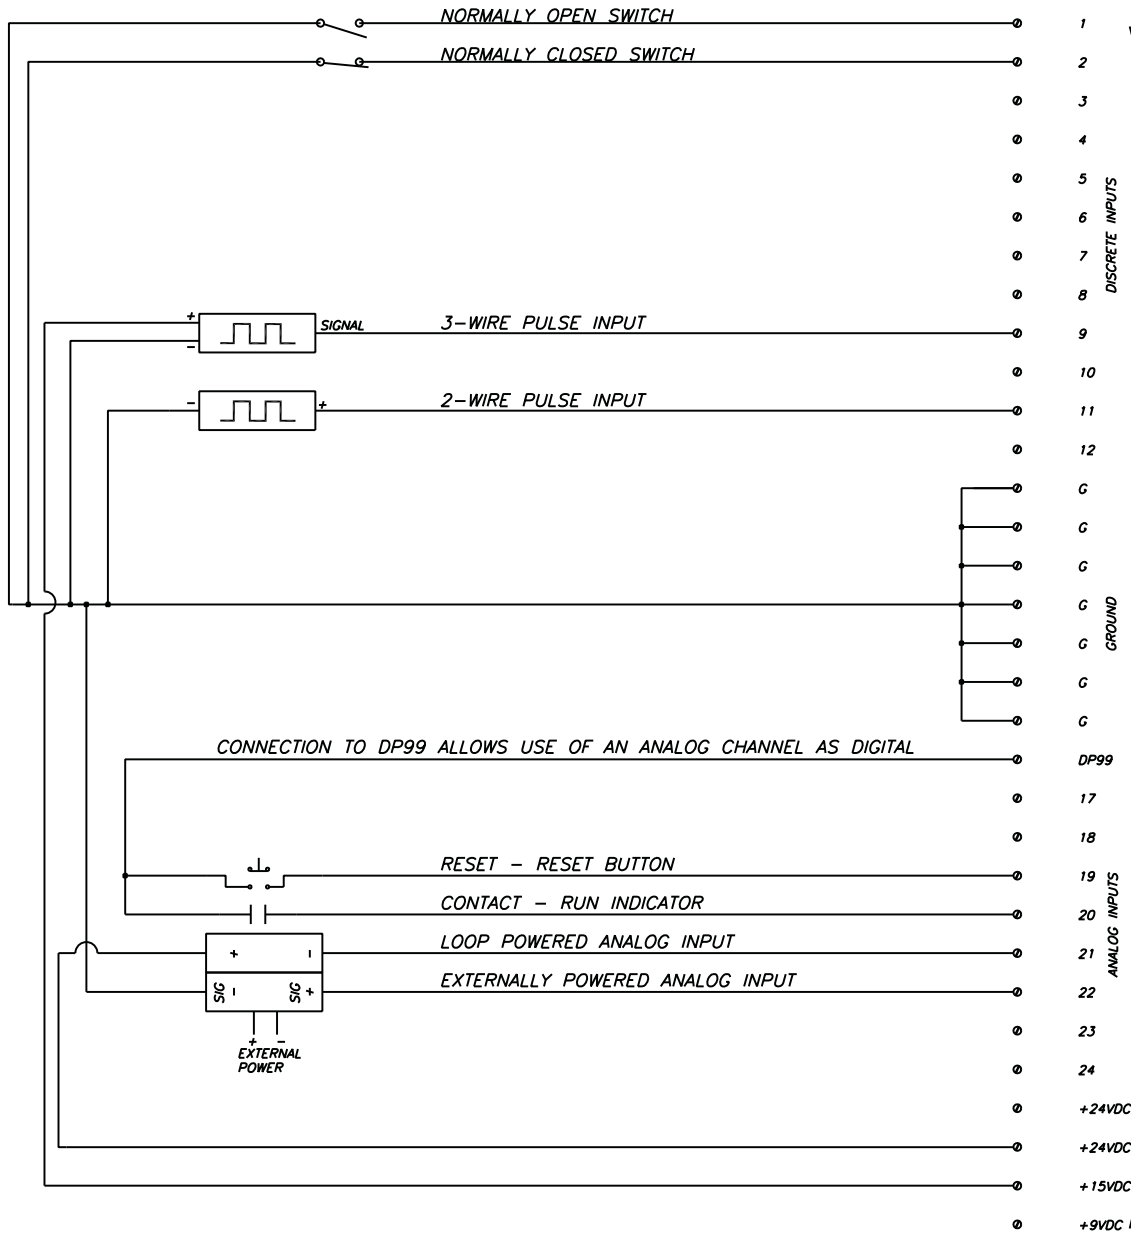 NORMALLY OPEN SWITCH 1
NORMALLY CLOSED SWITCH 2
3
4
5
6
7
8
DISCRETE INPUTS
+ SIGNAL 3-WIRE PULSE INPUT 9
-
10
- + 2-WIRE PULSE INPUT 11
12
G
G
G
G
G
G
G
GROUND
CONNECTION TO DP99 ALLOWS USE OF AN ANALOG CHANNEL AS DIGITAL DP99
17
18
RESET - RESET BUTTON 19
CONTACT - RUN INDICATOR 20
+ - LOOP POWERED ANALOG INPUT 21
SIG - SIG + EXTERNALLY POWERED ANALOG INPUT 22
ANALOG INPUTS
23
+ -
EXTERNAL
POWER
24
+24VDC
+24VDC
+15VDC
+9VDC